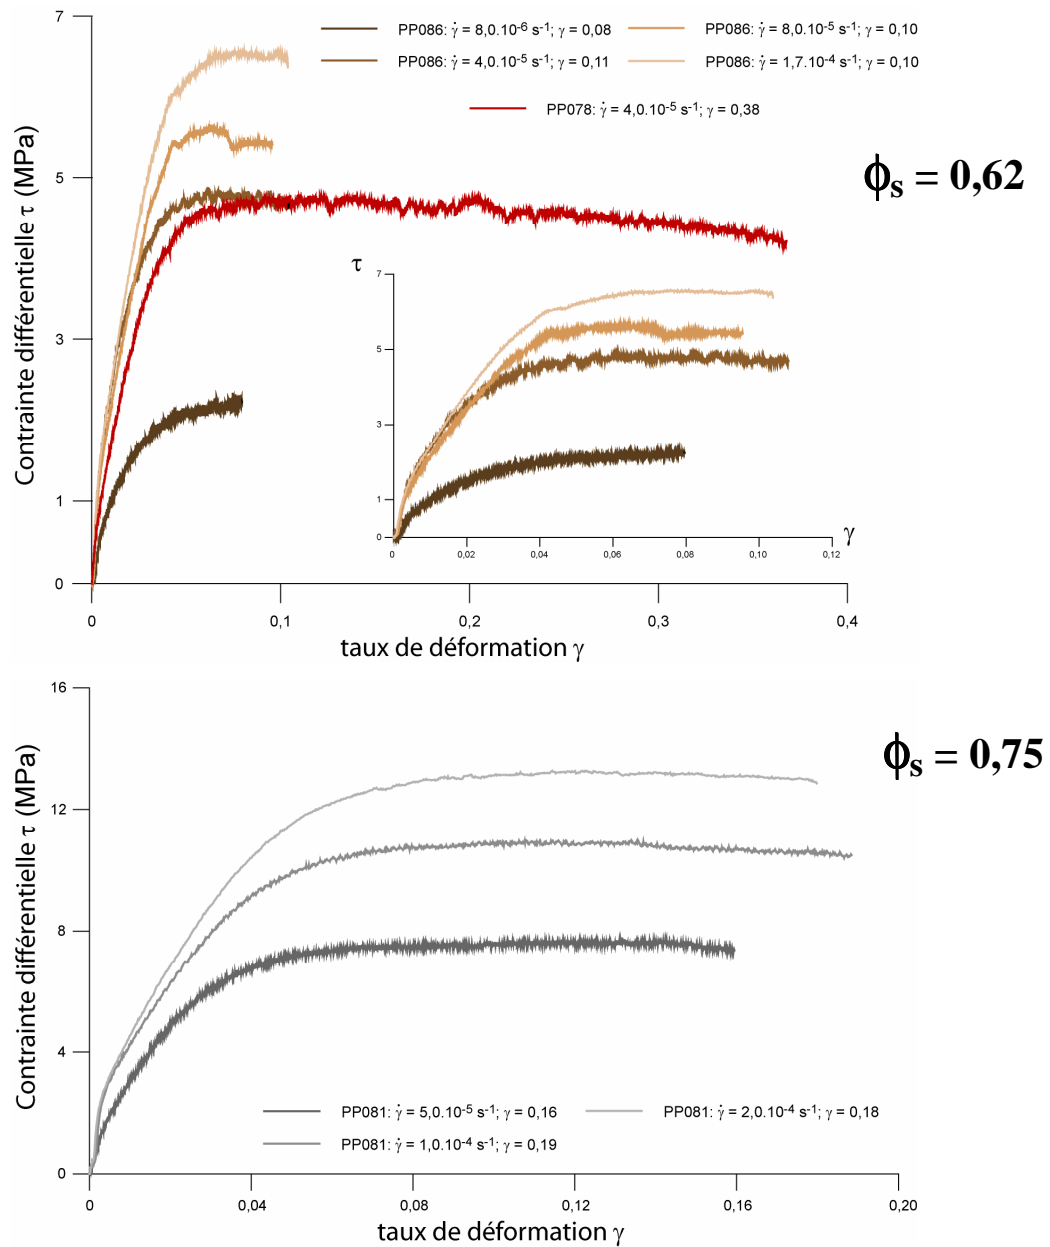 7
5
3
1
0
Contrainte différentielle τ (MPa)
PP086: γ̇ = 8,0.10-6 s-1; γ = 0,08
PP086: γ̇ = 8,0.10-5 s-1; γ = 0,10
PP086: γ̇ = 4,0.10-5 s-1; γ = 0,11
PP086: γ̇ = 1,7.10-4 s-1; γ = 0,10
PP078: γ̇ = 4,0.10-5 s-1; γ = 0,38
ϕs = 0,62
τ
7
5
3
1
0
0 0,02 0,04 0,06 0,08 0,10 0,12
γ
0 0,1 0,2 0,3 0,4
taux de déformation γ
16
12
8
4
0
Contrainte différentielle τ (MPa)
ϕs = 0,75
PP081: γ̇ = 5,0.10-5 s-1; γ = 0,16
PP081: γ̇ = 2,0.10-4 s-1; γ = 0,18
PP081: γ̇ = 1,0.10-4 s-1; γ = 0,19
0 0,04 0,08 0,12 0,16 0,20
taux de déformation γ